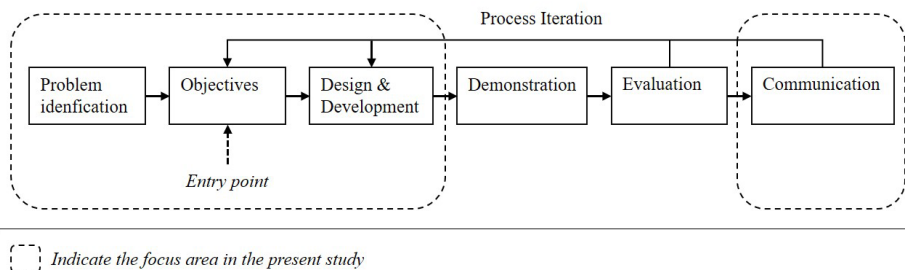 Process Iteration
Problem
idenfication
Objectives
Design &
Development
Demonstration
Evaluation
Communication
Entry point
Indicate the focus area in the present study